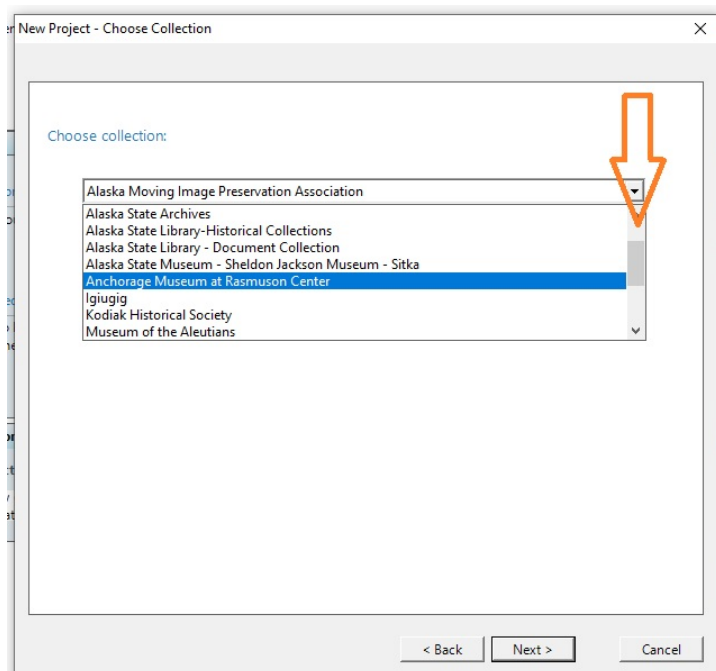 New Project - Choose Collection
Choose collection:
Alaska Moving Image Preservation Association
Alaska State Archives
Alaska State Library-Historical Collections
Alaska State Library - Document Collection
Alaska State Museum - Sheldon Jackson Museum - Sitka
Anchorage Museum at Rasmuson Center
Igiugig
Kodiak Historical Society
Museum of the Aleutians
< Back
Next >
Cancel